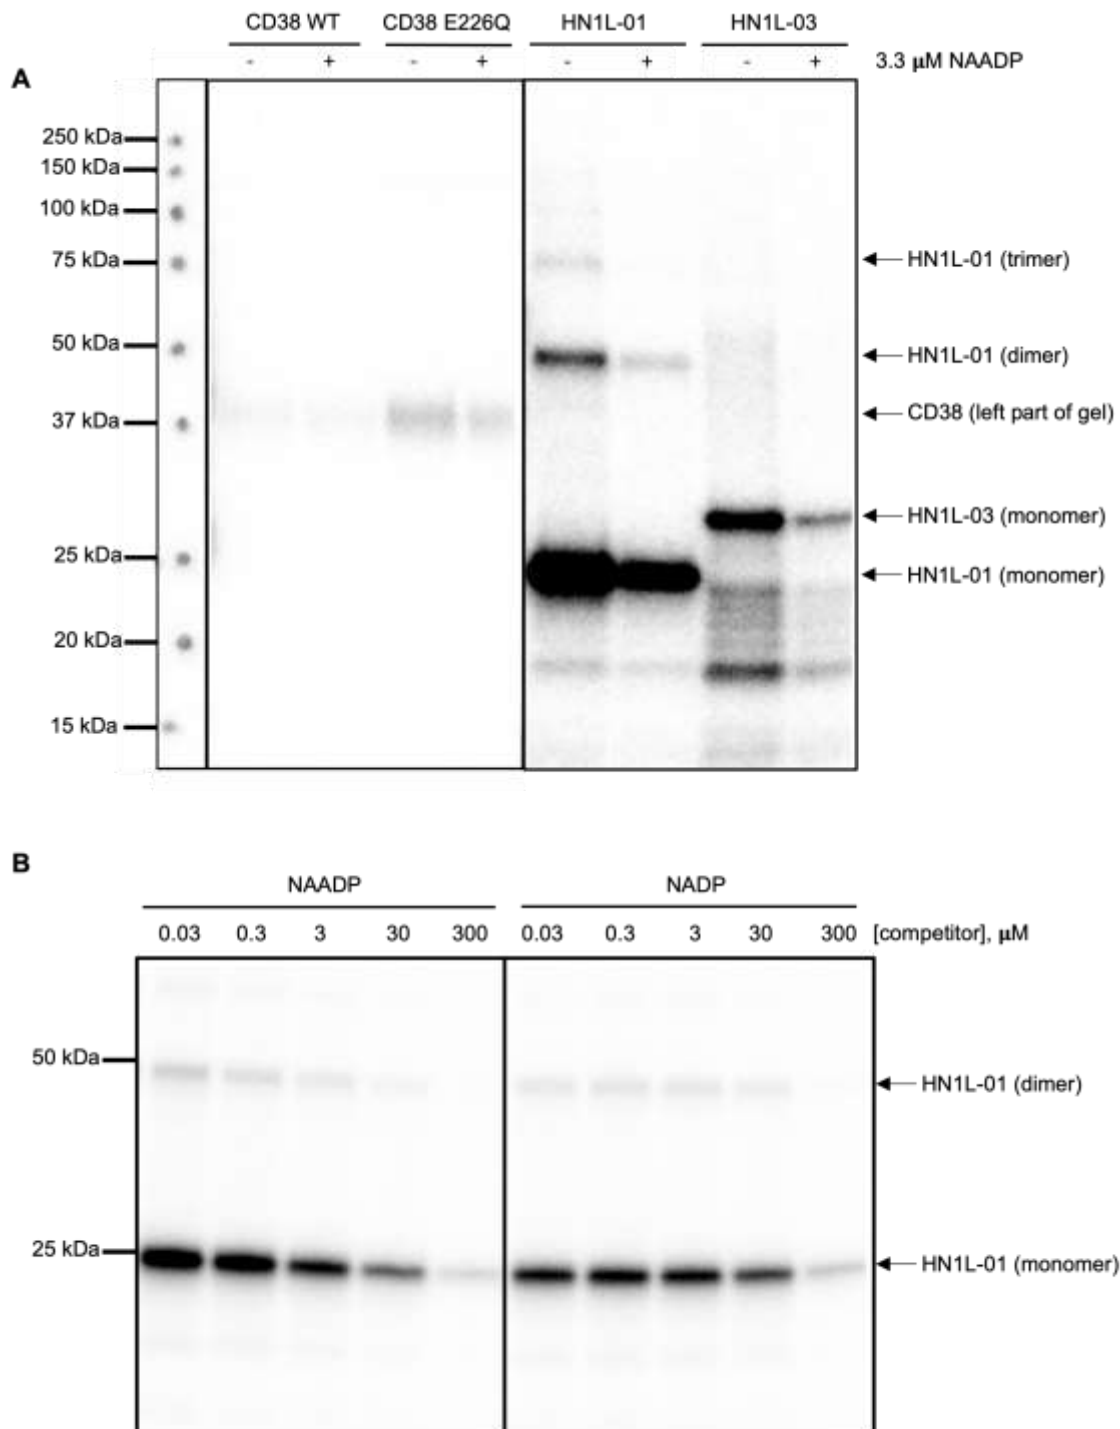 CD38 WT CD38 E226Q HN1L-01 HN1L-03
- + - + - + - + 3.3 μM NAADP
A
250 kDa
150 kDa
100 kDa
75 kDa HN1L-01 (trimer)
50 kDa HN1L-01 (dimer)
37 kDa CD38 (left part of gel)
HN1L-03 (monomer)
25 kDa HN1L-01 (monomer)
20 kDa
15 kDa
B
NAADP NADP
0.03 0.3 3 30 300 0.03 0.3 3 30 300 [competitor], μM
50 kDa HN1L-01 (dimer)
25 kDa HN1L-01 (monomer)